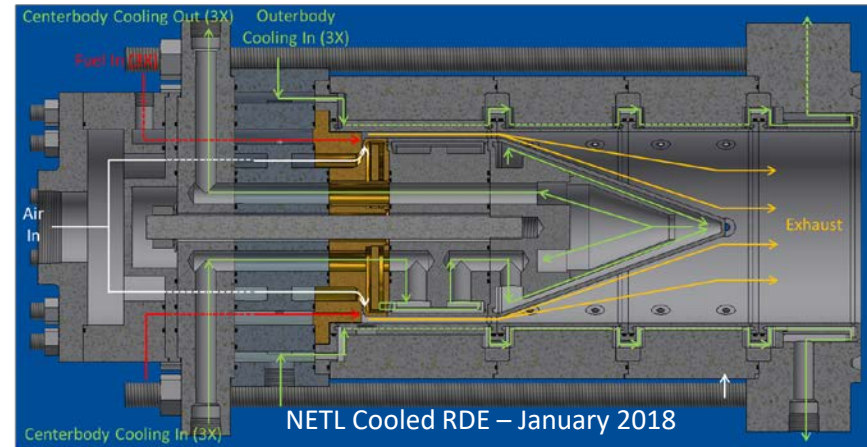 Centerbody Cooling Out (3X)
Outerbody
Cooling In (3X)
Fuel In (3X)
Air
In
Exhaust
Centerbody Cooling In (3X)
NETL Cooled RDE – January 2018